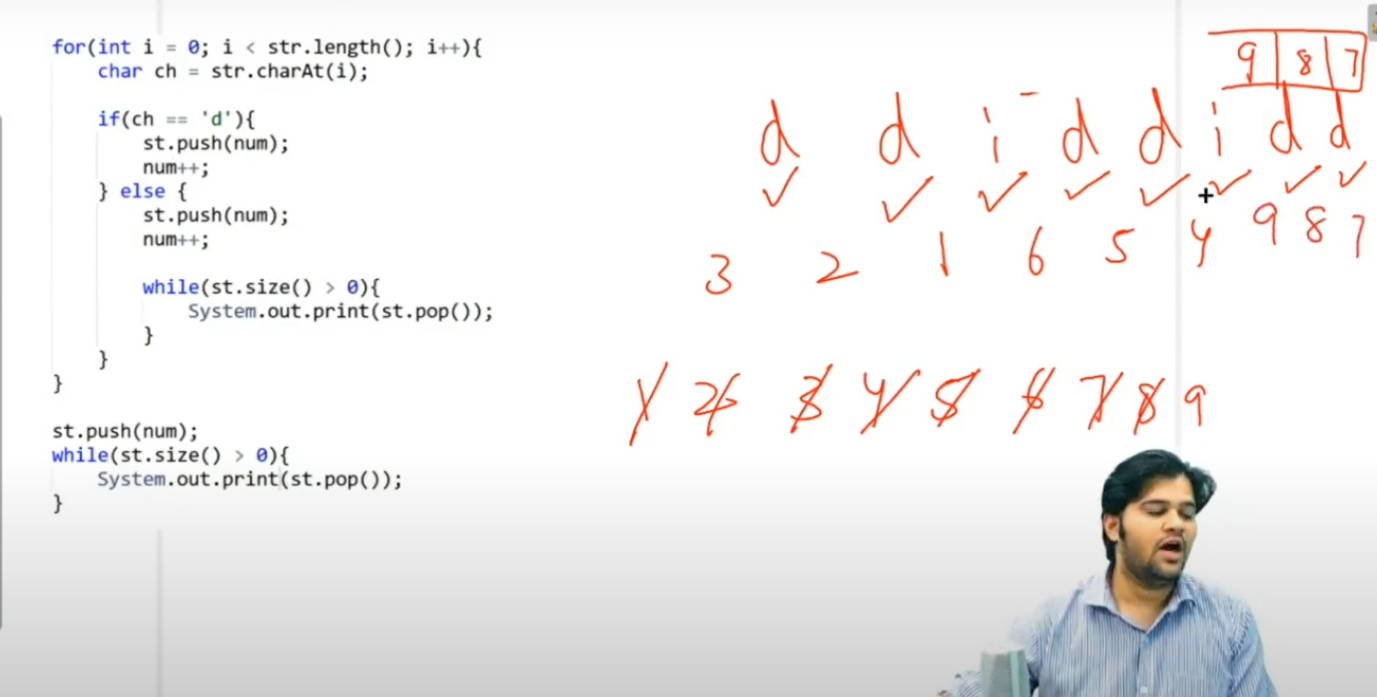 for(int i = 0; i < str.length(); i++){
    char ch = str.charAt(i);
    if(ch == 'd'){
        st.push(num);
        num++;
    } else {
        st.push(num);
        num++;
        while(st.size() > 0){
            System.out.print(st.pop());
        }
    }
}
st.push(num);
while(st.size() > 0){
    System.out.print(st.pop());
}
9 8 7
d d i d d i d d
3 2 1 6 5 4 9 8 7
1 2 3 4 5 6 7 8 9